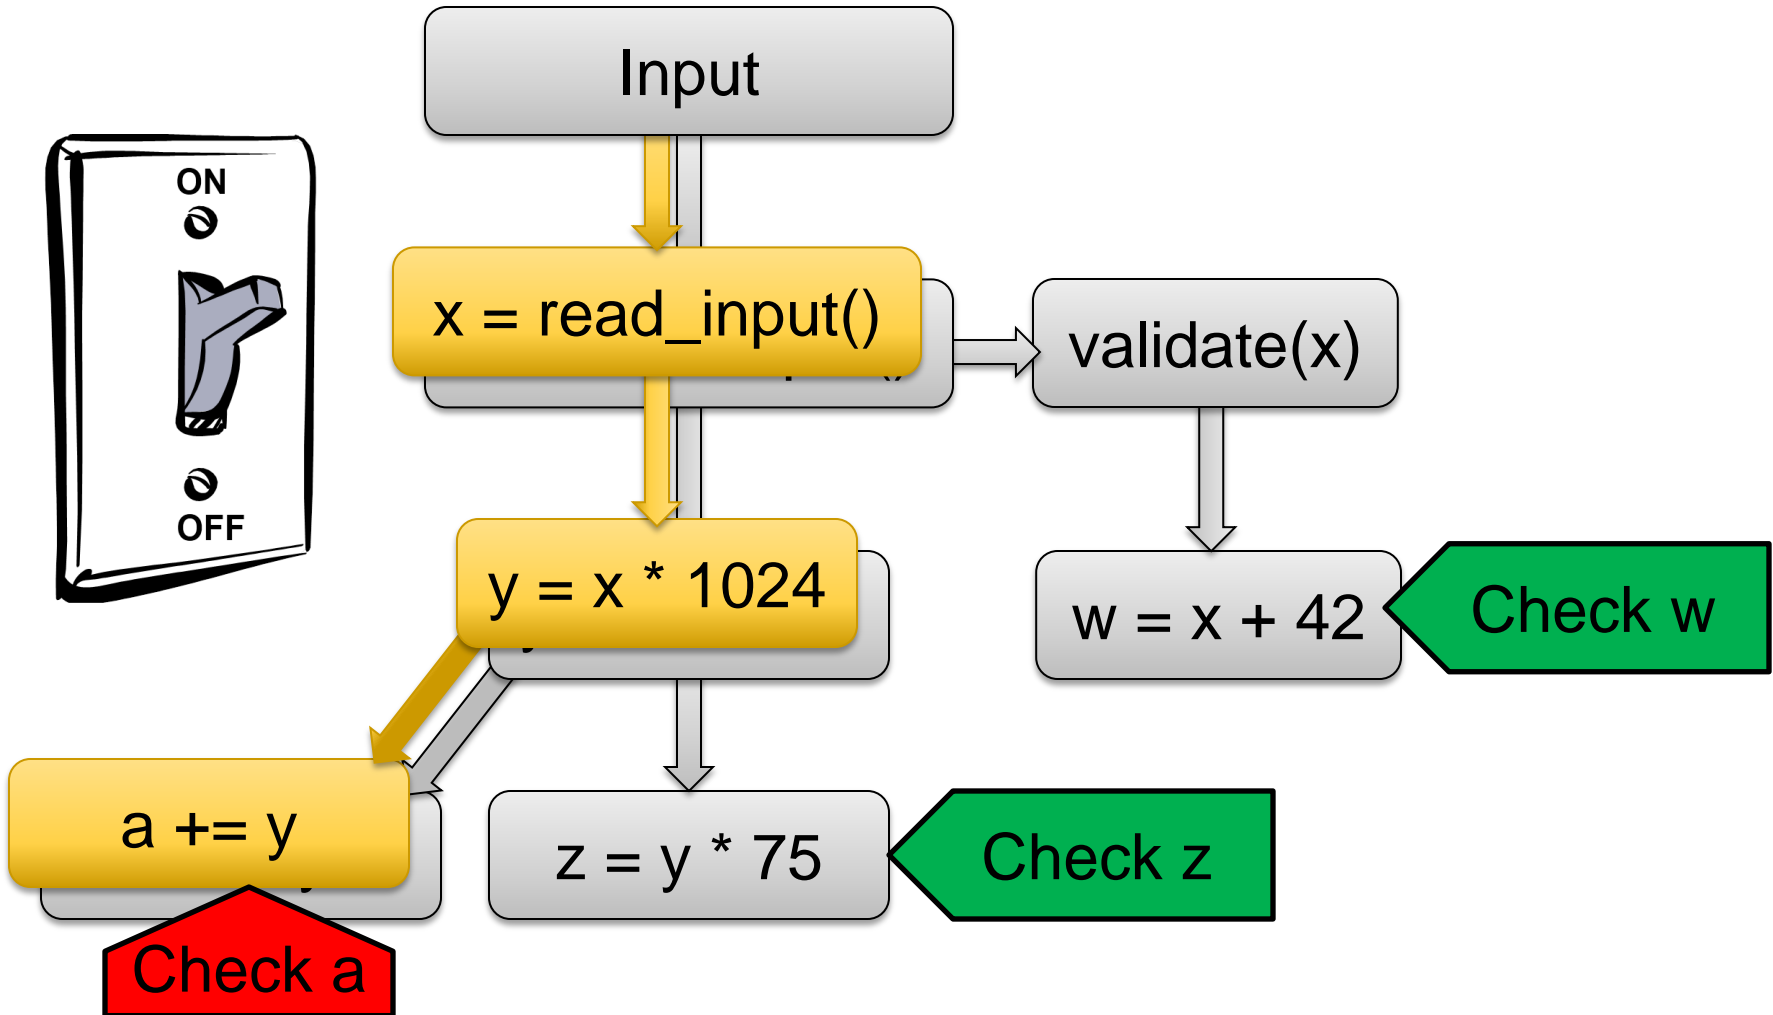 Input
ON
x = read_input()
validate(x)
OFF
y = x * 1024
w = x + 42
Check w
a += y
z = y * 75
Check z
Check a